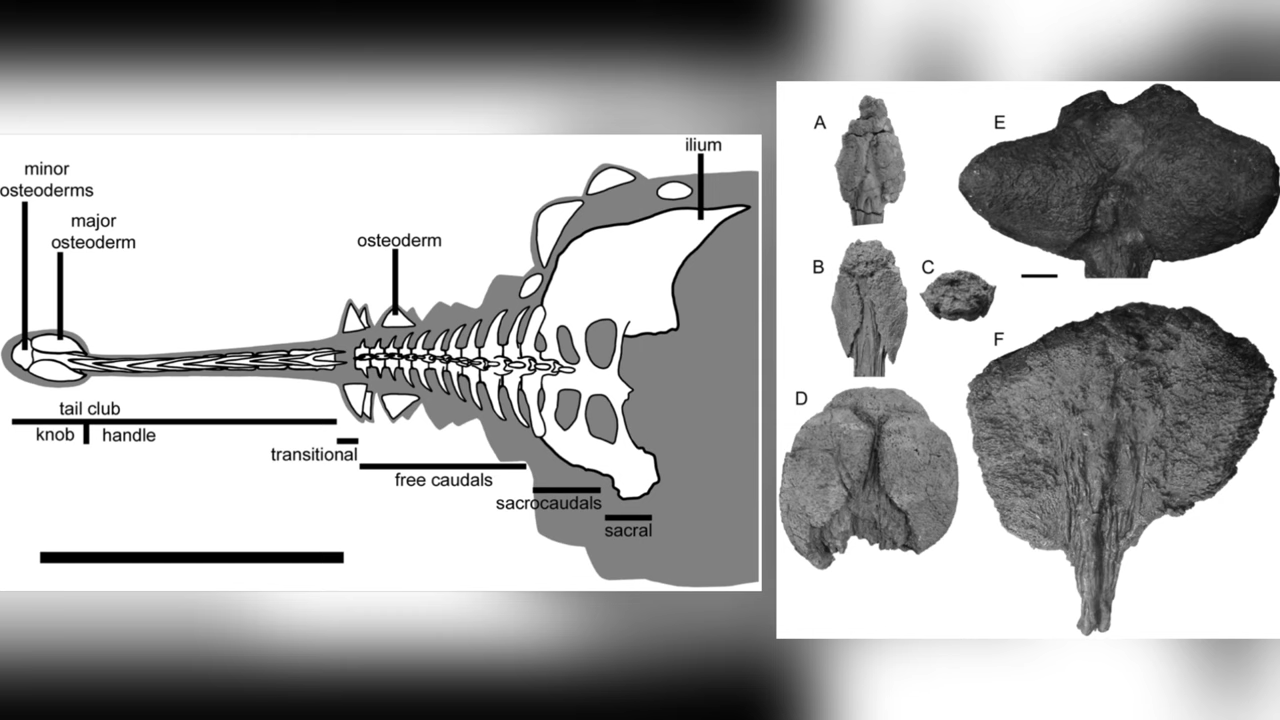 minor
osteoderms
major
osteoderm
osteoderm
ilium
tail club
knob
handle
transitional
free caudals
sacrocaudals
sacral
A
B
C
D
E
F